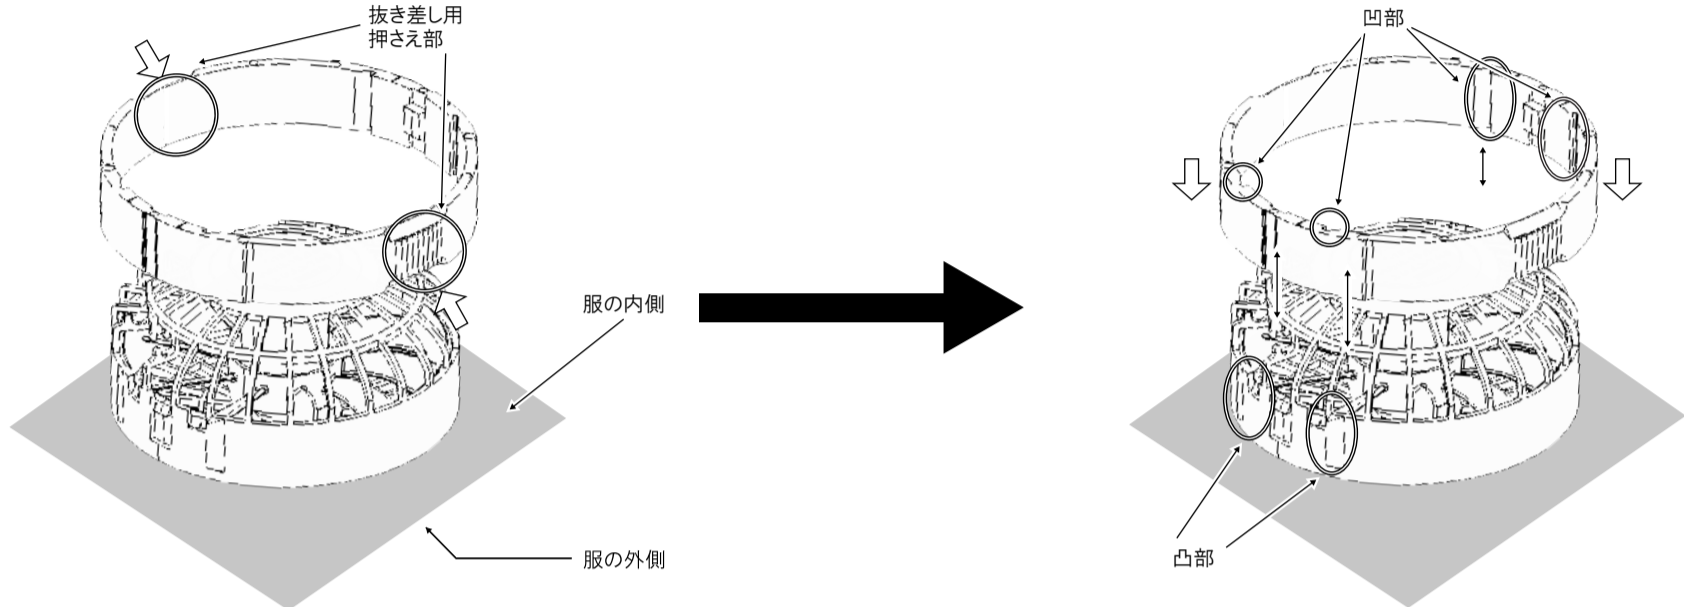 抜き差し用
押さえ部
服の内側
服の外側
凹部
凸部